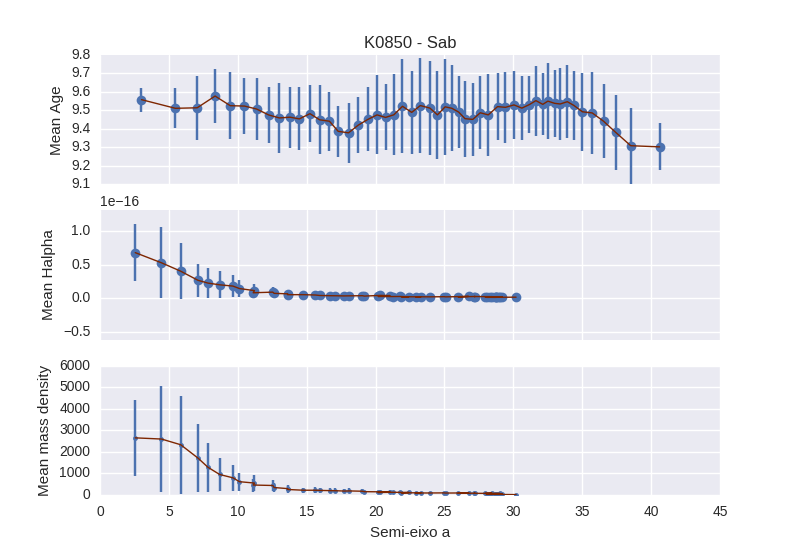 K0850 - Sab
9.8
9.7
9.6
9.5
9.4
9.3
9.2
9.1
Mean Age
1e−16
1.0
0.5
0.0
−0.5
Mean Halpha
6000
5000
4000
3000
2000
1000
0
Mean mass density
0 5 10 15 20 25 30 35 40 45
Semi-eixo a